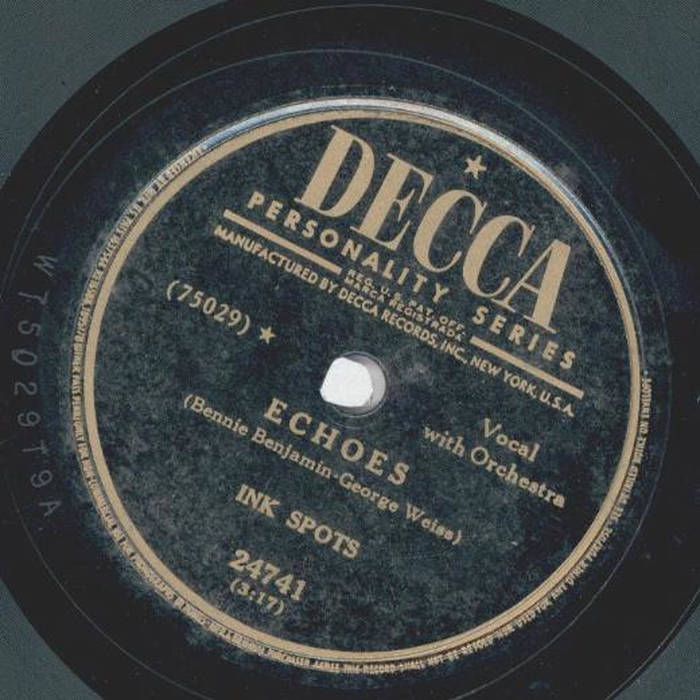 DECCA
PERSONALITY SERIES
REG. U.S. PAT. OFF.
MARCA REGISTRADA
MANUFACTURED BY DECCA RECORDS, INC., NEW YORK, U.S.A.
(75029) ★
Vocal
with Orchestra
ECHOES
(Bennie Benjamin-George Weiss)
INK SPOTS
24741
(3:17)
W75029T9A